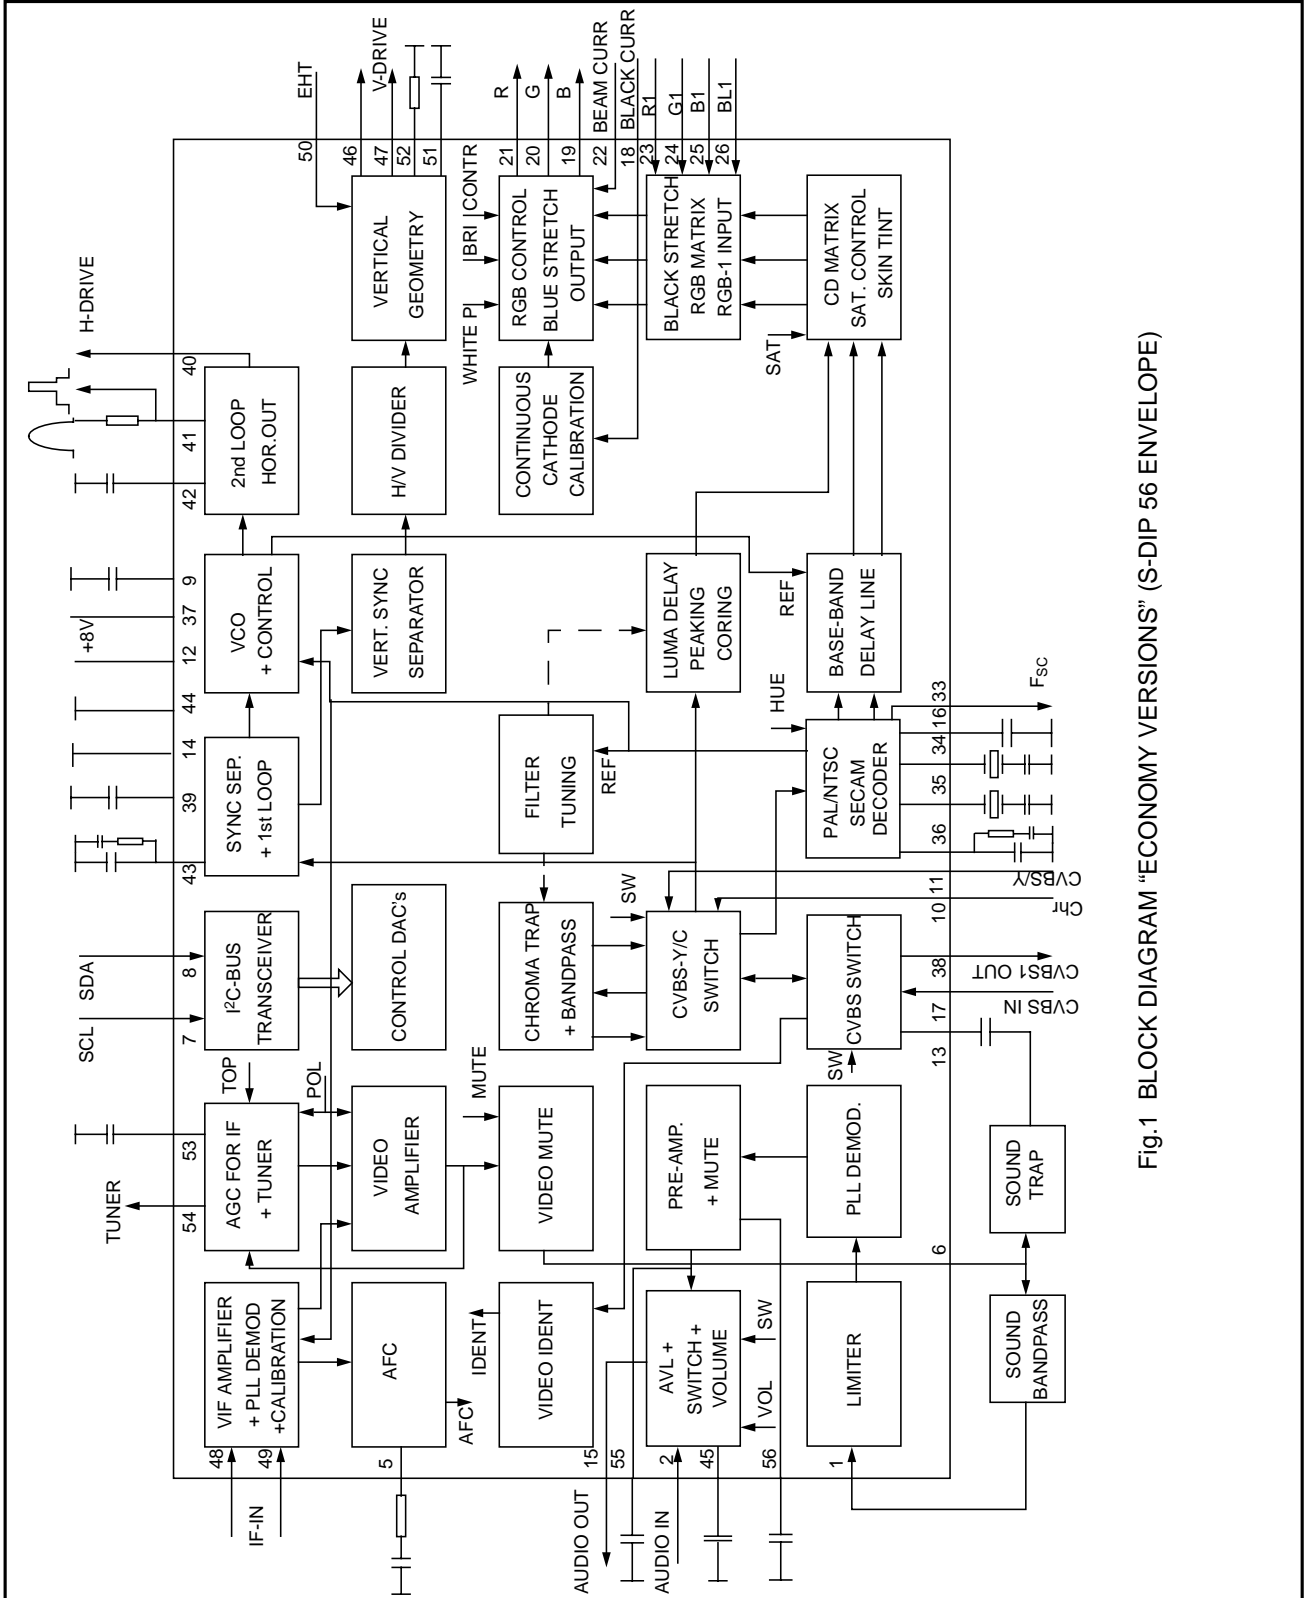 H-DRIVE
EHT
V-DRIVE
R
G
B
BEAM CURR
BLACK CURR
R1
G1
B1
BL1
50
46
47
52
51
21
20
19
22
18
23
24
25
26
40
41
42
+8V
9
37
12
44
14
39
43
2nd LOOP
HOR.OUT
VERTICAL
GEOMETRY
WHITE P
BRI
CONTR
RGB CONTROL
BLUE STRETCH
OUTPUT
BLACK STRETCH
RGB MATRIX
RGB-1 INPUT
CD MATRIX
SAT. CONTROL
SKIN TINT
SAT
H/V DIVIDER
CONTINUOUS
CATHODE
CALIBRATION
VCO
+ CONTROL
VERT. SYNC
SEPARATOR
LUMA DELAY
PEAKING
CORING
REF
BASE-BAND
DELAY LINE
SYNC SEP.
+ 1st LOOP
FILTER
TUNING
REF
HUE
PAL/NTSC
SECAM
DECODER
33
16
34
35
36
FSC
SDA
SCL
8
7
I2C-BUS
TRANSCEIVER
CONTROL DAC's
CHROMA TRAP
+ BANDPASS
SW
CVBS-Y/C
SWITCH
CVBS SWITCH
SW
11
10
38
17
13
CVBS/Y
Chr
CVBS1 OUT
CVBS IN
TUNER
53
54
TOP
POL
AGC FOR IF
+ TUNER
VIDEO
AMPLIFIER
MUTE
VIDEO MUTE
PRE-AMP.
+ MUTE
PLL DEMOD.
6
SOUND
TRAP
IF-IN
48
49
VIF AMPLIFIER
+ PLL DEMOD
+CALIBRATION
AFC
5
AFC
IDENT
VIDEO IDENT
AVL +
SWITCH +
VOLUME
SW
VOL
LIMITER
15
55
2
45
56
1
AUDIO OUT
AUDIO IN
SOUND
BANDPASS
Fig.1 BLOCK DIAGRAM “ECONOMY VERSIONS” (S-DIP 56 ENVELOPE)